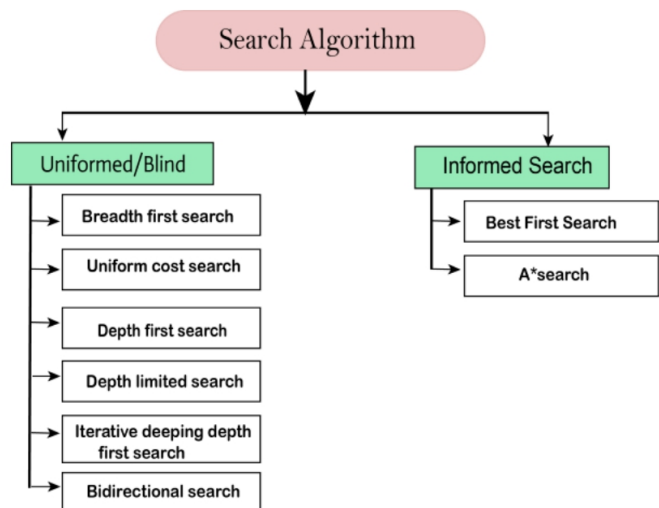 Search Algorithm
Uniformed/Blind
Informed Search
Breadth first search
Best First Search
Uniform cost search
A*search
Depth first search
Depth limited search
Iterative deeping depth
first search
Bidirectional search